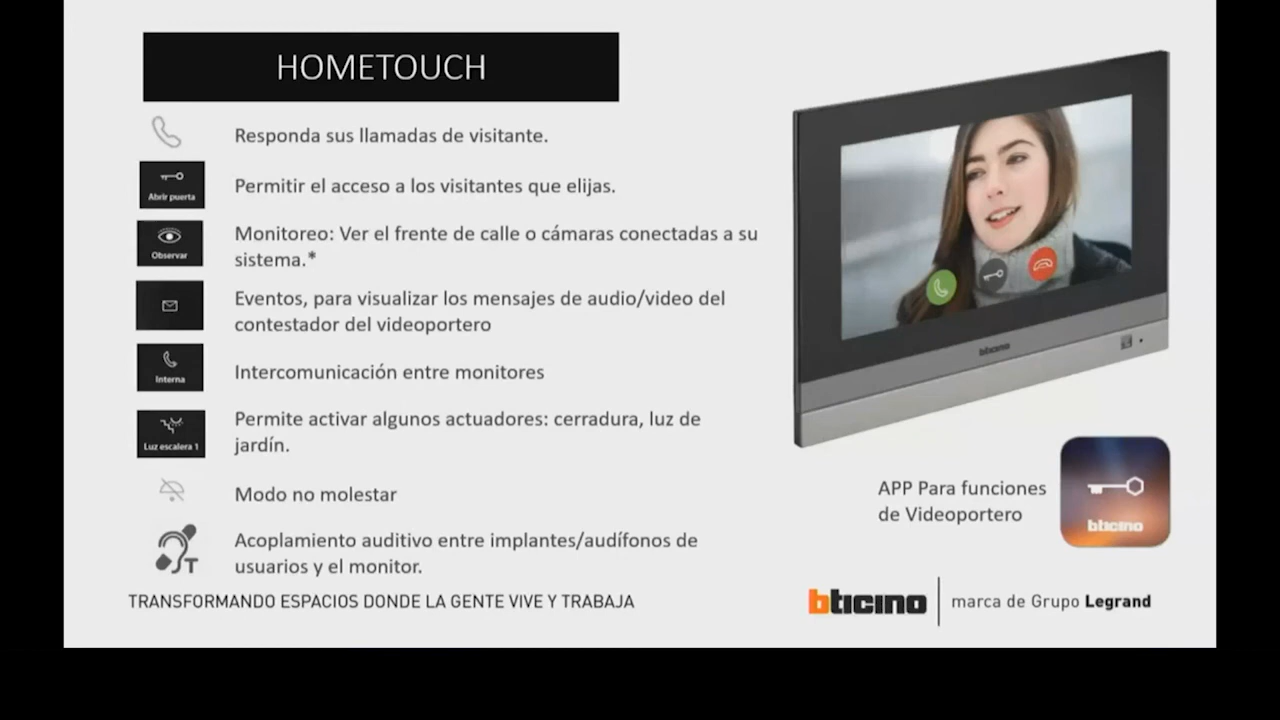 HOMETOUCH
Responda sus llamadas de visitante.
Abrir puerta
Permitir el acceso a los visitantes que elijas.
Observar
Monitoreo: Ver el frente de calle o cámaras conectadas a su
sistema.*
Eventos, para visualizar los mensajes de audio/video del
contestador del videoportero
Interna
Intercomunicación entre monitores
Luz escalera 1
Permite activar algunos actuadores: cerradura, luz de
jardín.
Modo no molestar
T
Acoplamiento auditivo entre implantes/audífonos de
usuarios y el monitor.
TRANSFORMANDO ESPACIOS DONDE LA GENTE VIVE Y TRABAJA
bticino
APP Para funciones
de Videoportero
bticino
bticino
marca de Grupo Legrand